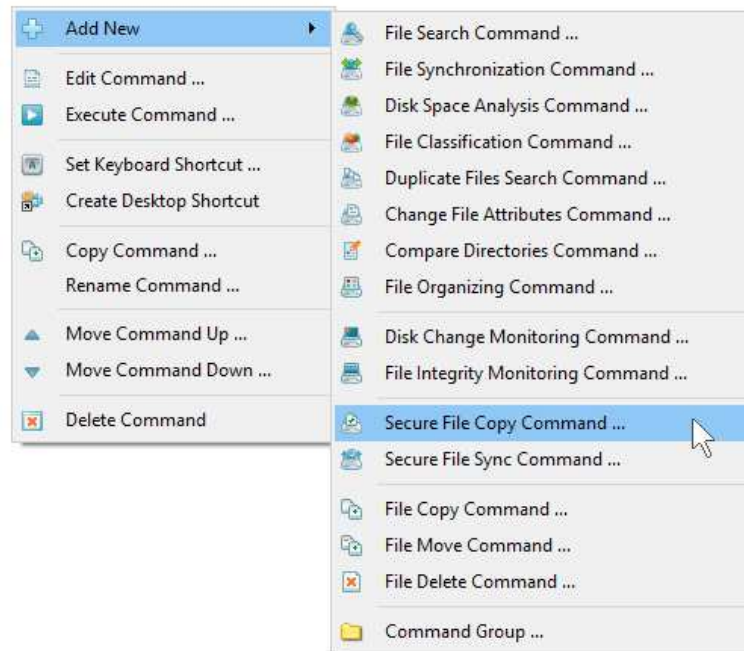 Add New
Edit Command ...
Execute Command ...
Set Keyboard Shortcut ...
Create Desktop Shortcut
Copy Command ...
Rename Command ...
Move Command Up ...
Move Command Down ...
Delete Command
File Search Command ...
File Synchronization Command ...
Disk Space Analysis Command ...
File Classification Command ...
Duplicate Files Search Command ...
Change File Attributes Command ...
Compare Directories Command ...
File Organizing Command ...
Disk Change Monitoring Command ...
File Integrity Monitoring Command ...
Secure File Copy Command ...
Secure File Sync Command ...
File Copy Command ...
File Move Command ...
File Delete Command ...
Command Group ...